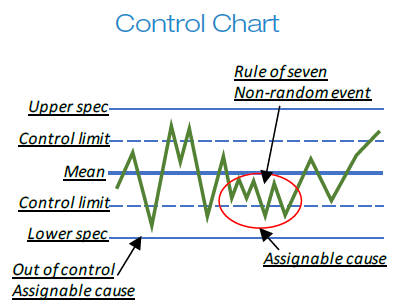 Control Chart
Rule of seven
Non-random event
Upper spec
Control limit
Mean
Control limit
Lower spec
Out of control
Assignable cause
Assignable cause